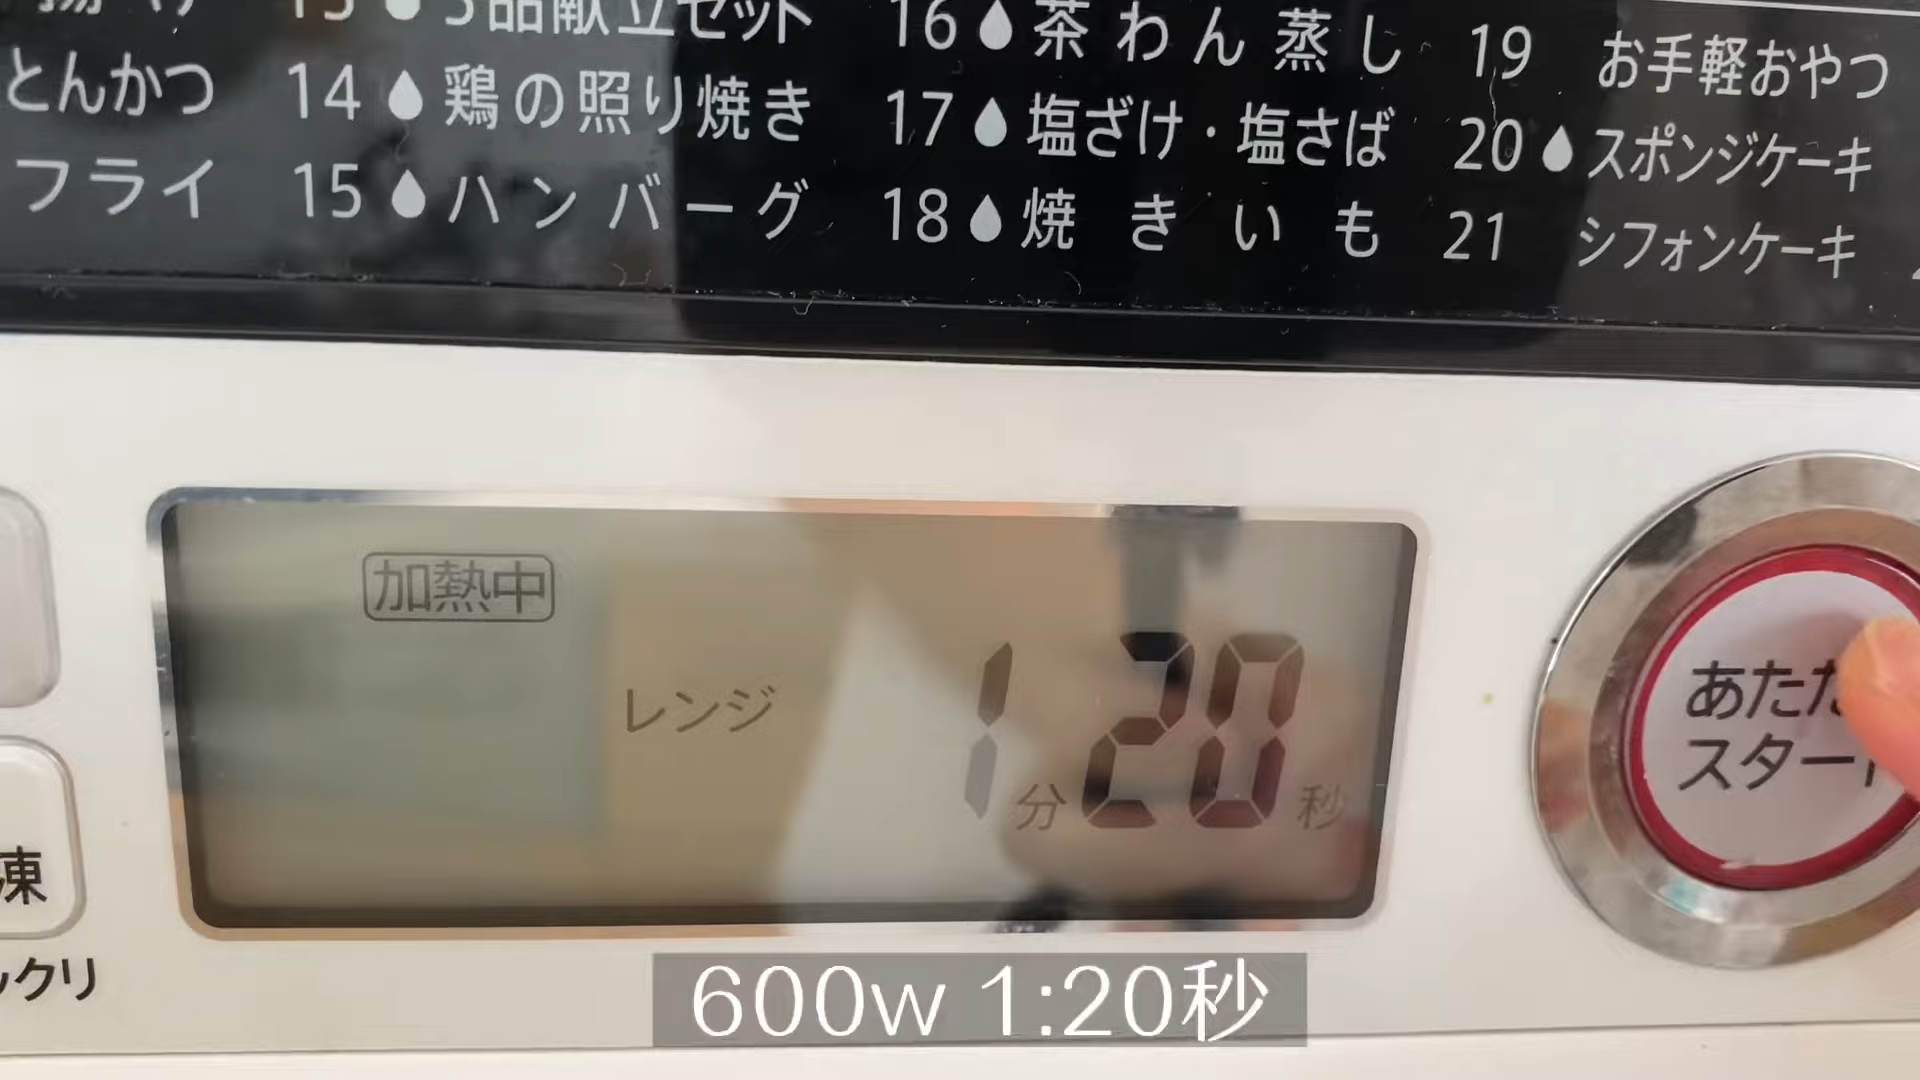 3品献立セット 16 茶わん蒸し 19 お手軽おやつ
とんかつ 14 鶏の照り焼き 17 塩ざけ・塩さば 20 スポンジケーキ
フライ 15 ハンバーグ 18 焼きいも 21 シフォンケーキ
加熱中
レンジ 1分20秒
あたた
スタート
凍
ックリ
600w 1:20秒